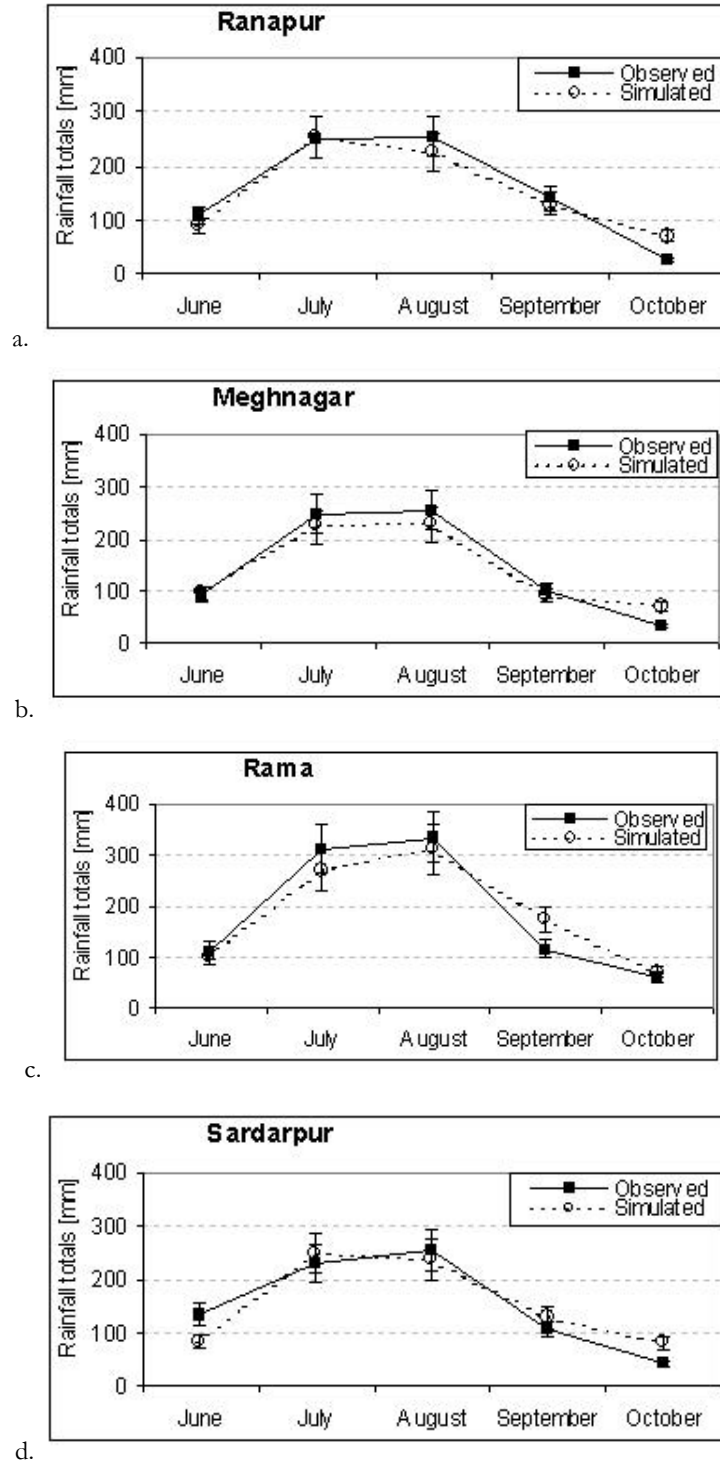 Ranapur
Observed
Simulated
Rainfall totals [mm]
400
300
200
100
0
June July August September October
a.
Meghnagar
Observed
Simulated
Rainfall totals [mm]
400
300
200
100
0
June July August September October
b.
Rama
Observed
Simulated
Rainfall totals [mm]
400
300
200
100
0
June July August September October
c.
Sardarpur
Observed
Simulated
Rainfall totals [mm]
400
300
200
100
0
June July August September October
d.